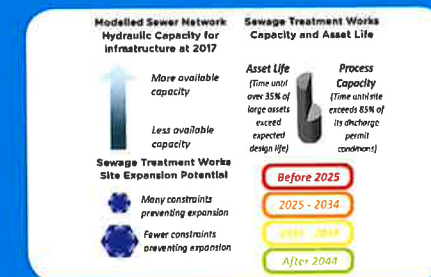 Modelled Sewer Network
Hydraulic Capacity for
infrastructure at 2017
More available
capacity
Less available
capacity
Sewage Treatment Works
Site Expansion Potential
Many constraints
preventing expansion
Fewer constraints
preventing expansion
Sewage Treatment Works
Capacity and Asset Life
Asset Life
(Time until
over 35% of
large assets
exceed
expected
design life)
Process
Capacity
(Time until site
exceeds 85% of
its discharge
permit
conditions)
Before 2025
2025 - 2034
After 2044